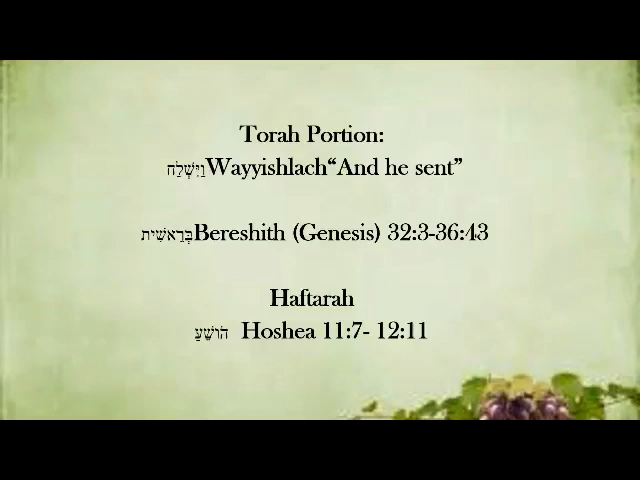 Torah Portion:
וַיִּשְׁלַח Wayyishlach “And he sent”
בְּרֵאשִׁית Bereshith (Genesis) 32:3-36:43
Haftarah
הוֹשֵׁעַ Hoshea 11:7- 12:11